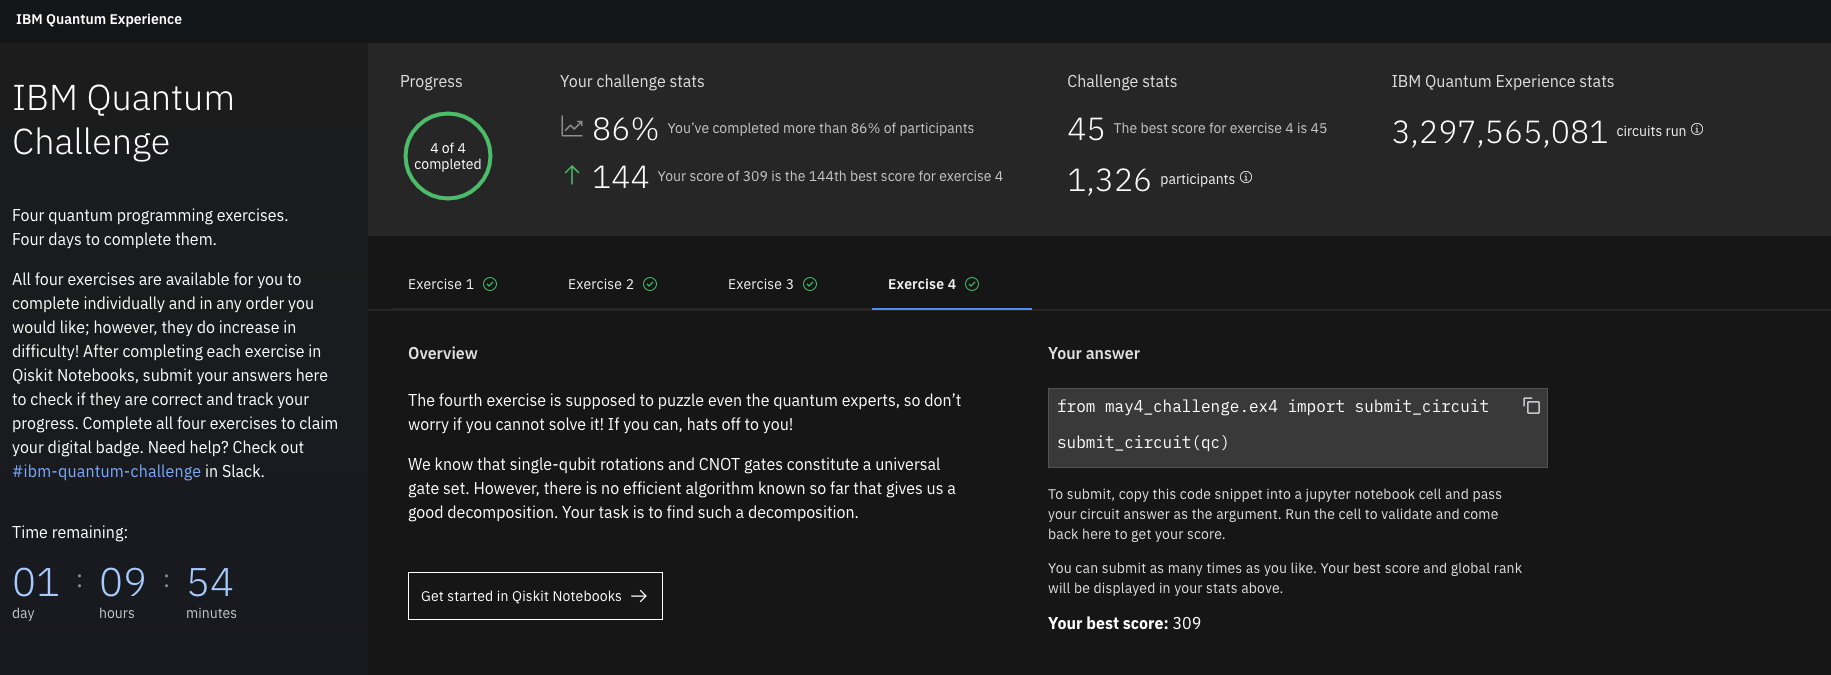 IBM Quantum Experience
IBM Quantum
Challenge
Four quantum programming exercises.
Four days to complete them.
All four exercises are available for you to
complete individually and in any order you
would like; however, they do increase in
difficulty! After completing each exercise in
Qiskit Notebooks, submit your answers here
to check if they are correct and track your
progress. Complete all four exercises to claim
your digital badge. Need help? Check out
#ibm-quantum-challenge in Slack.
Time remaining:
01 : 09 : 54
day hours minutes
Progress
4 of 4
completed
Your challenge stats
86% You've completed more than 86% of participants
144 Your score of 309 is the 144th best score for exercise 4
Challenge stats
45 The best score for exercise 4 is 45
1,326 participants
IBM Quantum Experience stats
3,297,565,081 circuits run
Exercise 1 Exercise 2 Exercise 3 Exercise 4
Overview
The fourth exercise is supposed to puzzle even the quantum experts, so don't
worry if you cannot solve it! If you can, hats off to you!
We know that single-qubit rotations and CNOT gates constitute a universal
gate set. However, there is no efficient algorithm known so far that gives us a
good decomposition. Your task is to find such a decomposition.
Get started in Qiskit Notebooks
Your answer
from may4_challenge.ex4 import submit_circuit
submit_circuit(qc)
To submit, copy this code snippet into a jupyter notebook cell and pass
your circuit answer as the argument. Run the cell to validate and come
back here to get your score.
You can submit as many times as you like. Your best score and global rank
will be displayed in your stats above.
Your best score: 309